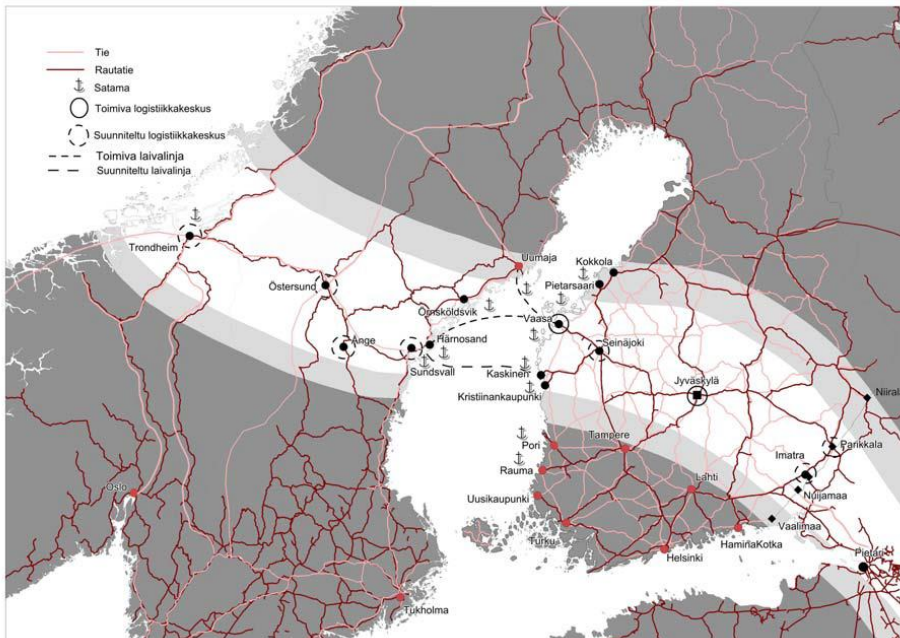 Tie
Rautatie
Satama
Toimiva logistiikkakeskus
Suunniteltu logistiikkakeskus
Toimiva laivalinja
Suunniteltu laivalinja
Trondheim
Uumaja
Kokkola
Pietarsaari
Östersund
Örnsköldsvik
Vaasa
Härnösand
Ånge
Sundsvall
Seinäjoki
Kaskinen
Kristiinankaupunki
Jyväskylä
Niirala
Pori
Tampere
Parikkala
Imatra
Rauma
Oslo
Lahti
Nuijamaa
Uusikaupunki
Vaalimaa
Turku
HaminaKotka
Helsinki
Pietari
Tukholma